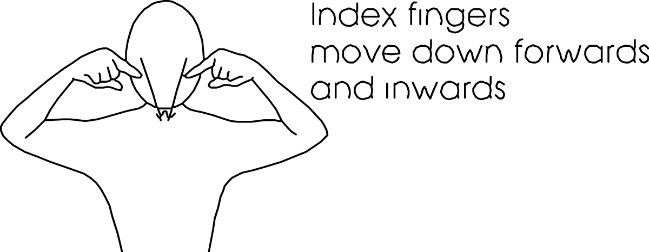 Index fingers
move down forwards
and inwards